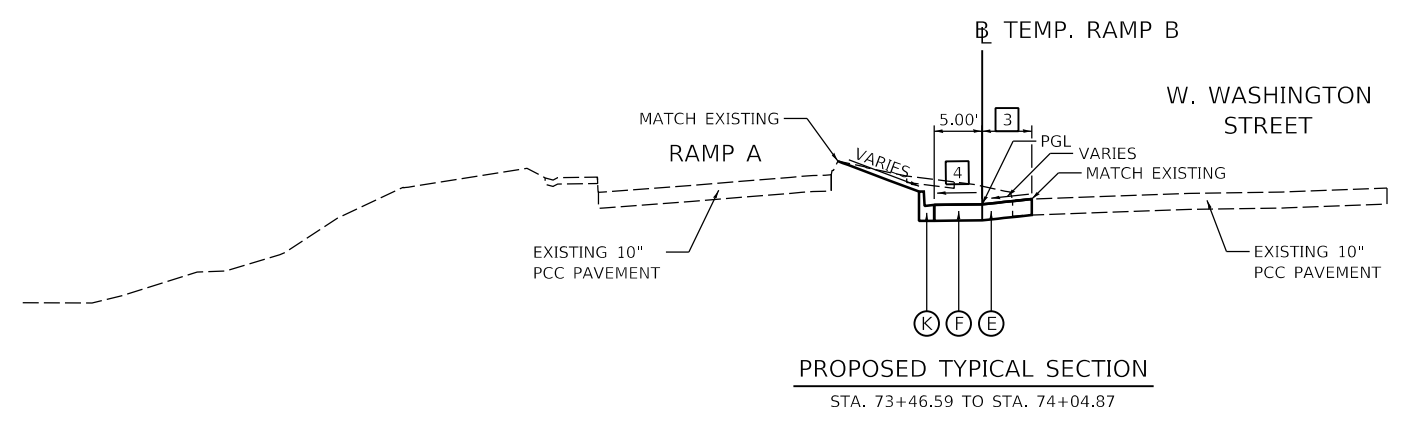 ℄ TEMP. RAMP B
W. WASHINGTON
STREET
MATCH EXISTING
RAMP A
VARIES
5.00'
3
4
PGL
VARIES
MATCH EXISTING
EXISTING 10"
PCC PAVEMENT
EXISTING 10"
PCC PAVEMENT
K F E
PROPOSED TYPICAL SECTION
STA. 73+46.59 TO STA. 74+04.87